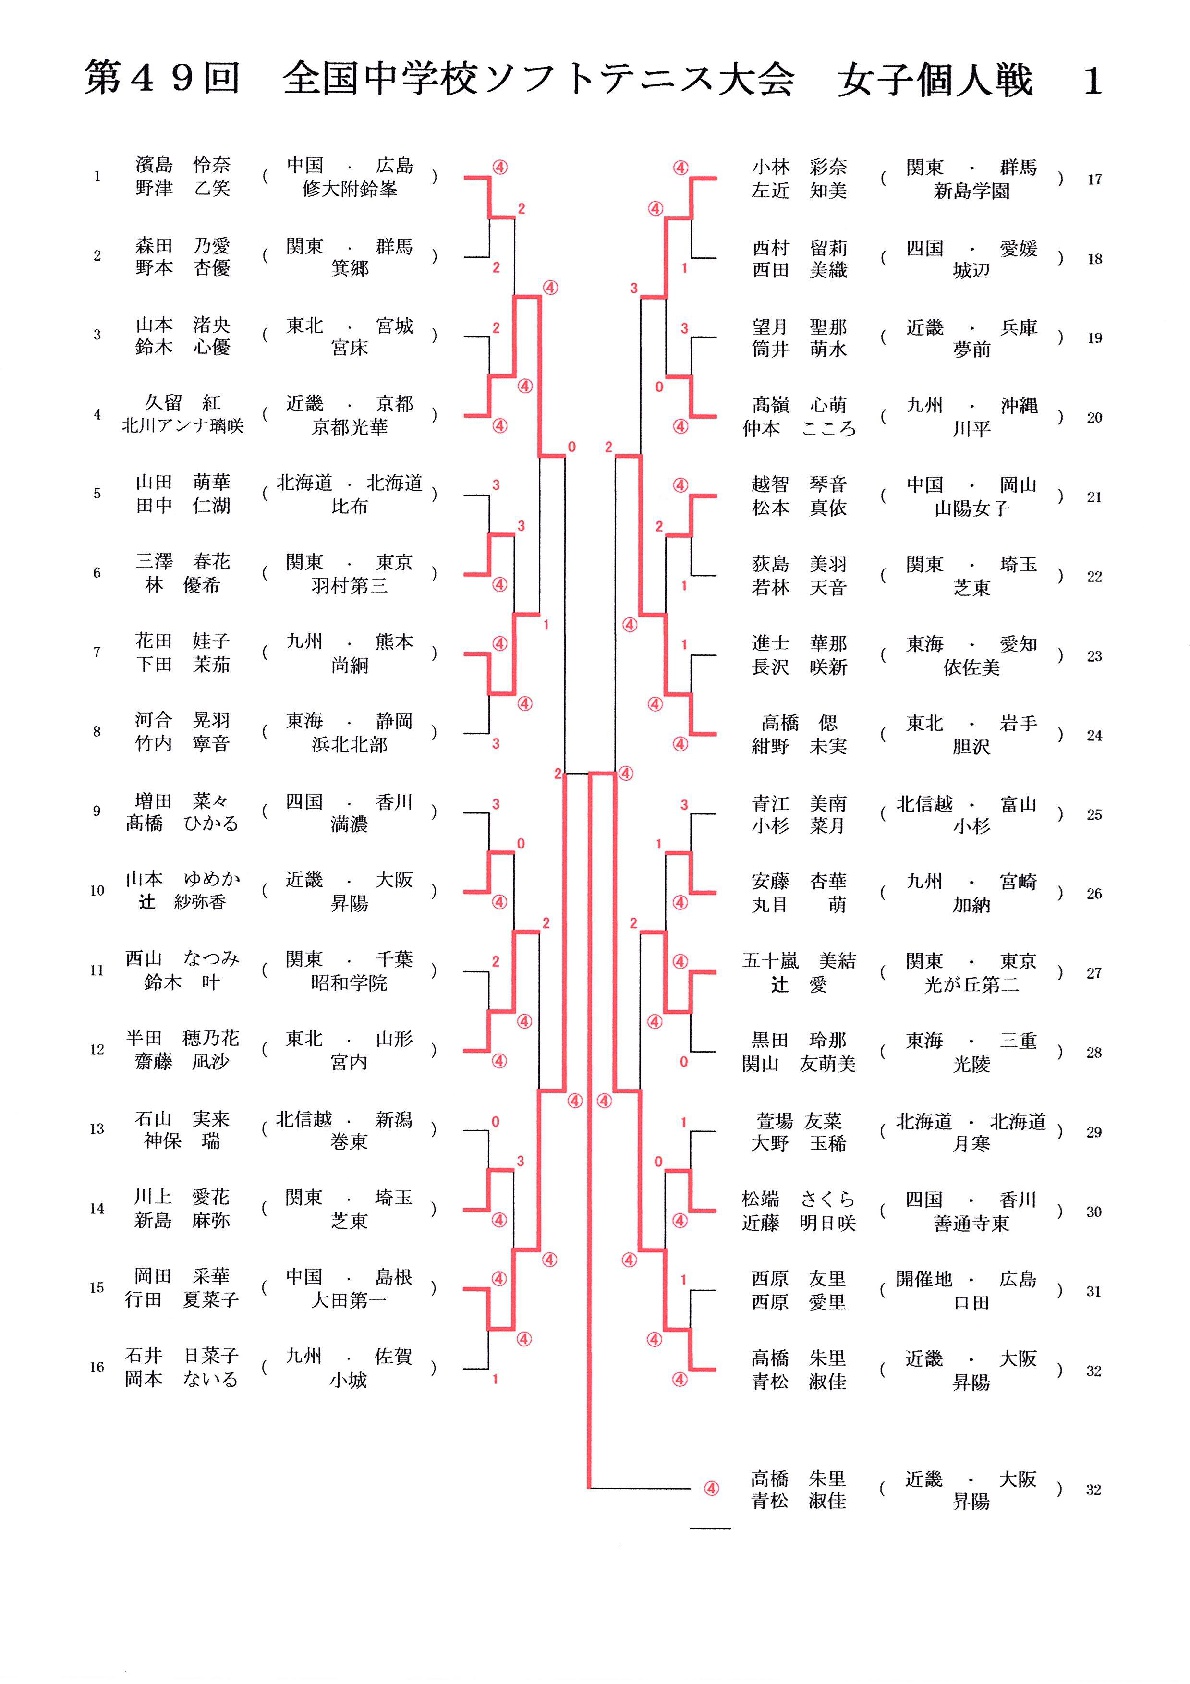 第４９回　全国中学校ソフトテニス大会　女子個人戦　１
1 濱島　怜奈 ( 中国 ・ 広島 )
野津　乙笑 修大附鈴峯
2 森田　乃愛 ( 関東 ・ 群馬 )
野本　杏優 箕郷
3 山本　渚央 ( 東北 ・ 宮城 )
鈴木　心優 宮床
4 久留　紅 ( 近畿 ・ 京都 )
北川アンナ璃咲 京都光華
5 山田　萌華 ( 北海道 ・ 北海道 )
田中　仁湖 比布
6 三澤　春花 ( 関東 ・ 東京 )
林　優希 羽村第三
7 花田　娃子 ( 九州 ・ 熊本 )
下田　茉茄 尚絅
8 河合　晃羽 ( 東海 ・ 静岡 )
竹内　寧音 浜北北部
9 増田　菜々 ( 四国 ・ 香川 )
髙橋　ひかる 満濃
10 山本　ゆめか ( 近畿 ・ 大阪 )
辻　紗弥香 昇陽
11 西山　なつみ ( 関東 ・ 千葉 )
鈴木　叶 昭和学院
12 半田　穂乃花 ( 東北 ・ 山形 )
齋藤　凪沙 宮内
13 石山　実来 ( 北信越 ・ 新潟 )
神保　瑞 巻東
14 川上　愛花 ( 関東 ・ 埼玉 )
新島　麻弥 芝東
15 岡田　采華 ( 中国 ・ 島根 )
行田　夏菜子 大田第一
16 石井　日菜子 ( 九州 ・ 佐賀 )
岡本　ないる 小城
④
2
2
④
2
④
④
0
3
3
④
1
④
④
3
2
3
0
④
2
2
④
④
④
0
3
④
④
④
④
1
④
④
1
3
3
0
④
2
④
2
1
④
1
④
④
④
3
1
④
2
④
④
0
④
1
0
④
④
1
④
④
④
小林　彩奈 ( 関東 ・ 群馬 ) 17
左近　知美 新島学園
西村　留莉 ( 四国 ・ 愛媛 ) 18
西田　美織 城辺
望月　聖那 ( 近畿 ・ 兵庫 ) 19
筒井　萌水 夢前
髙嶺　心萌 ( 九州 ・ 沖縄 ) 20
仲本　こころ 川平
越智　琴音 ( 中国 ・ 岡山 ) 21
松本　真依 山陽女子
荻島　美羽 ( 関東 ・ 埼玉 ) 22
若林　天音 芝東
進士　華那 ( 東海 ・ 愛知 ) 23
長沢　咲新 依佐美
高橋　偲 ( 東北 ・ 岩手 ) 24
紺野　未実 胆沢
青江　美南 ( 北信越 ・ 富山 ) 25
小杉　菜月 小杉
安藤　杏華 ( 九州 ・ 宮崎 ) 26
丸目　萌 加納
五十嵐　美結 ( 関東 ・ 東京 ) 27
辻　愛 光が丘第二
黒田　玲那 ( 東海 ・ 三重 ) 28
関山　友萌美 光陵
萱場　友菜 ( 北海道 ・ 北海道 ) 29
大野　玉稀 月寒
松端　さくら ( 四国 ・ 香川 ) 30
近藤　明日咲 善通寺東
西原　友里 ( 開催地 ・ 広島 ) 31
西原　愛里 口田
高橋　朱里 ( 近畿 ・ 大阪 ) 32
青松　淑佳 昇陽
④ 高橋　朱里 ( 近畿 ・ 大阪 ) 32
青松　淑佳 昇陽